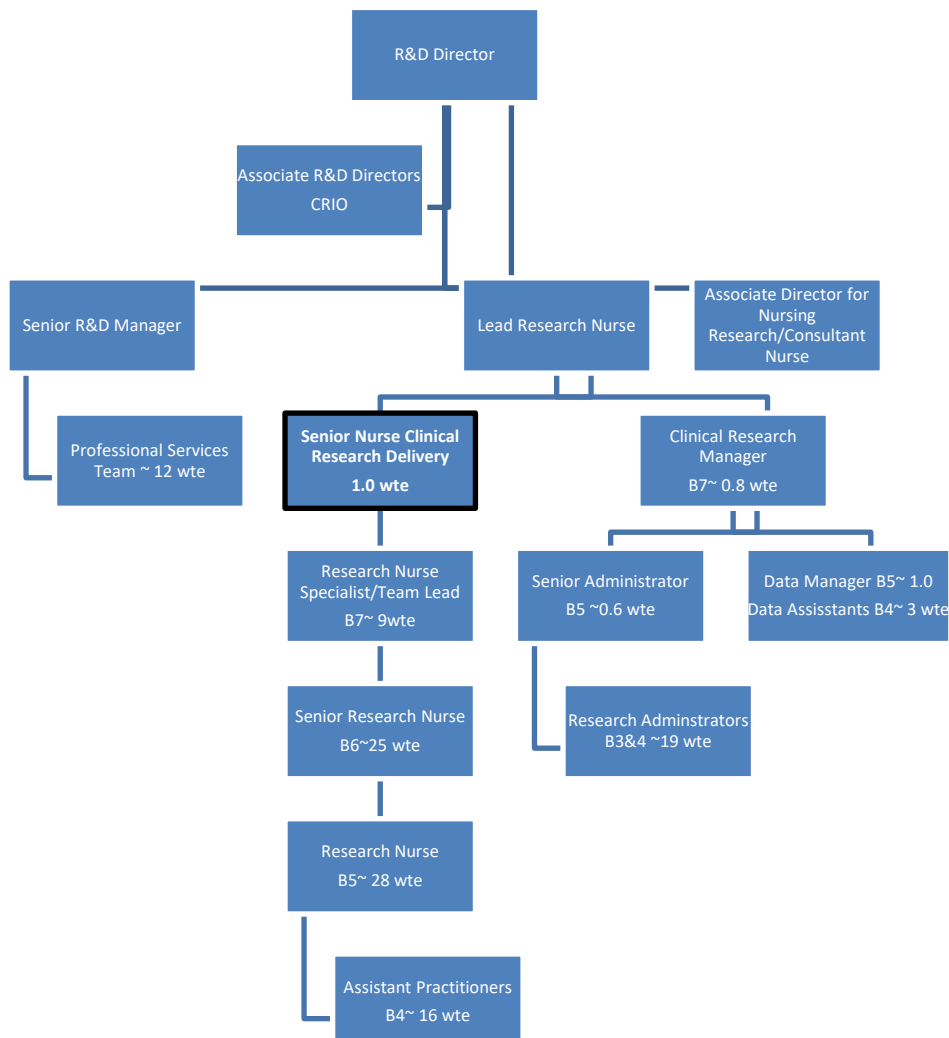 R&D Director
Associate R&D Directors
CRIO
Senior R&D Manager
Lead Research Nurse
Associate Director for
Nursing
Research/Consultant
Nurse
Professional Services
Team ~ 12 wte
Senior Nurse Clinical
Research Delivery
1.0 wte
Clinical Research
Manager
B7~ 0.8 wte
Research Nurse
Specialist/Team Lead
B7~ 9wte
Senior Administrator
B5 ~0.6 wte
Data Manager B5~ 1.0
Data Assisstants B4~ 3 wte
Senior Research Nurse
B6~25 wte
Research Adminstrators
B3&4 ~19 wte
Research Nurse
B5~ 28 wte
Assistant Practitioners
B4~ 16 wte